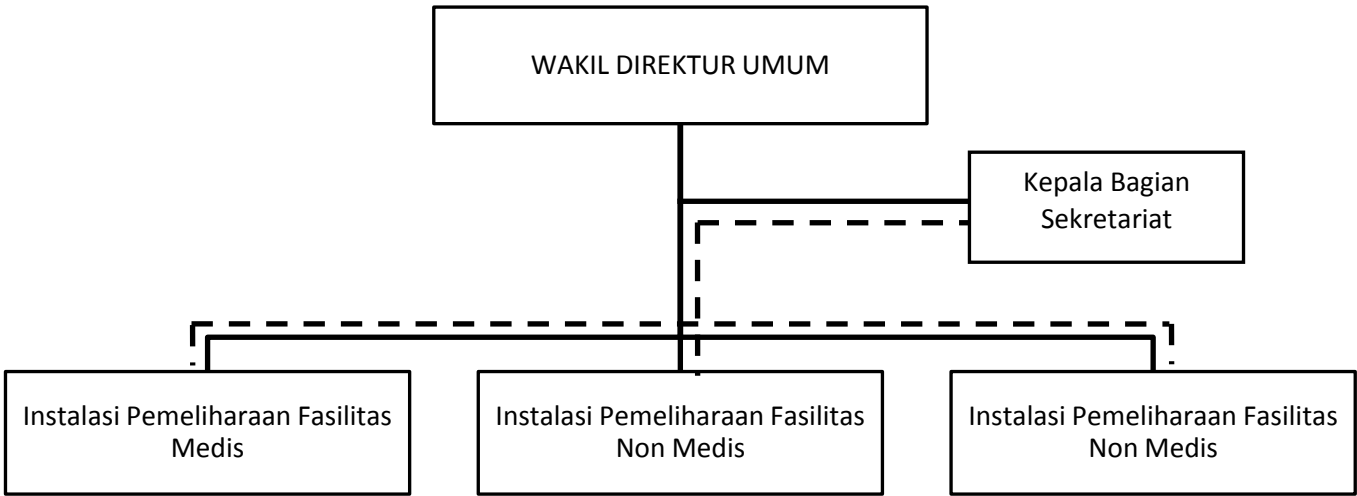 WAKIL DIREKTUR UMUM
Kepala Bagian
Sekretariat
Instalasi Pemeliharaan Fasilitas
Medis
Instalasi Pemeliharaan Fasilitas
Non Medis
Instalasi Pemeliharaan Fasilitas
Non Medis